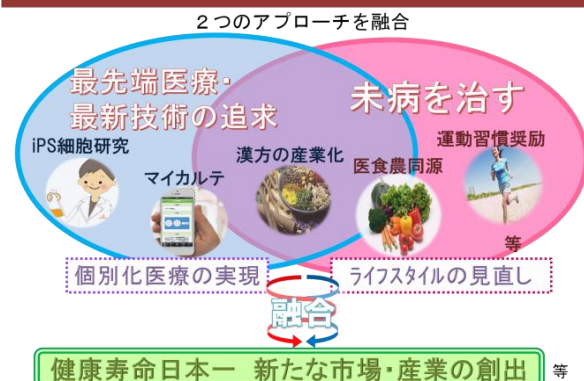 ２つのアプローチを融合
最先端医療・
最新技術の追求
未病を治す
iPS細胞研究
マイカルテ
漢方の産業化
医食農同源
運動習慣奨励
等
個別化医療の実現
ライフスタイルの見直し
融合
健康寿命日本一 新たな市場・産業の創出
等